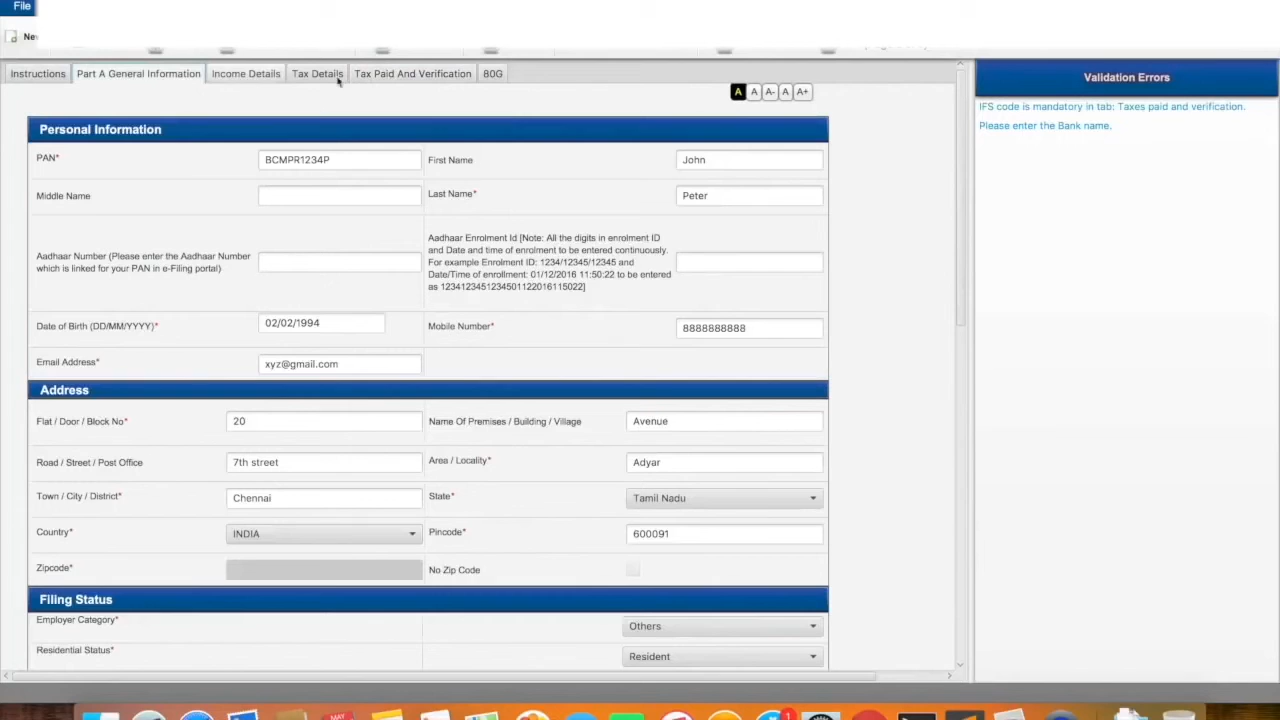 File
New
Instructions Part A General Information Income Details Tax Details Tax Paid And Verification 80G
A A A- A A+
Validation Errors
IFS code is mandatory in tab: Taxes paid and verification.
Please enter the Bank name.
Personal Information
PAN* BCMPR1234P First Name John
Middle Name Last Name* Peter
Aadhaar Number (Please enter the Aadhaar Number
which is linked for your PAN in e-Filing portal)
Aadhaar Enrolment Id [Note: All the digits in enrolment ID
and Date and time of enrolment to be entered continuously.
For example Enrolment ID: 1234/12345/12345 and
Date/Time of enrollment: 01/12/2016 11:50:22 to be entered
as 1234123451234501122016115022]
Date of Birth (DD/MM/YYYY)* 02/02/1994 Mobile Number* 8888888888
Email Address* xyz@gmail.com
Address
Flat / Door / Block No* 20 Name Of Premises / Building / Village Avenue
Road / Street / Post Office 7th street Area / Locality* Adyar
Town / City / District* Chennai State* Tamil Nadu
Country* INDIA Pincode* 600091
Zipcode* No Zip Code
Filing Status
Employer Category* Others
Residential Status* Resident
MAY
1